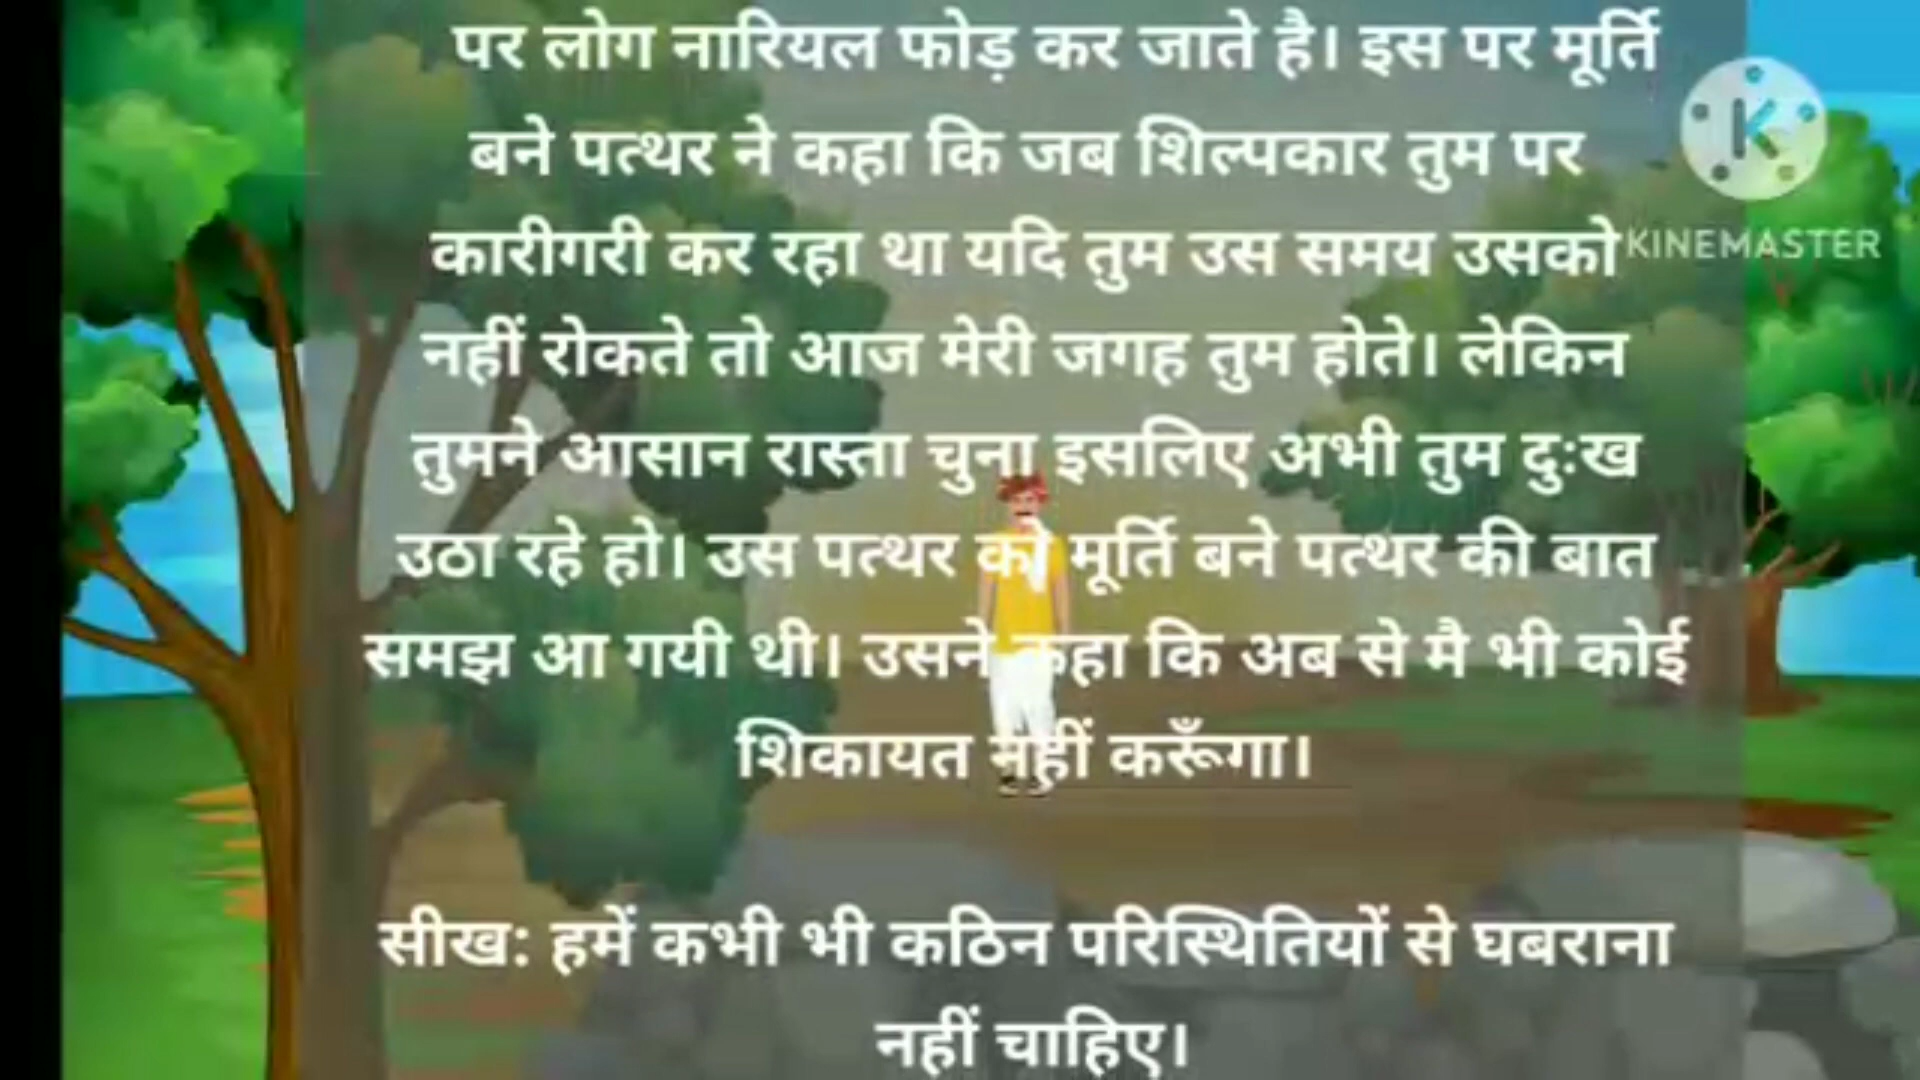 पर लोग नारियल फोड़ कर जाते है। इस पर मूर्ति
बने पत्थर ने कहा कि जब शिल्पकार तुम पर
कारीगरी कर रहा था यदि तुम उस समय उसको
नहीं रोकते तो आज मेरी जगह तुम होते। लेकिन
तुमने आसान रास्ता चुना इसलिए अभी तुम दुःख
उठा रहे हो। उस पत्थर को मूर्ति बने पत्थर की बात
समझ आ गयी थी। उसने कहा कि अब से मै भी कोई
शिकायत नहीं करूँगा।
सीख: हमें कभी भी कठिन परिस्थितियों से घबराना
नहीं चाहिए।
K
KINEMASTER